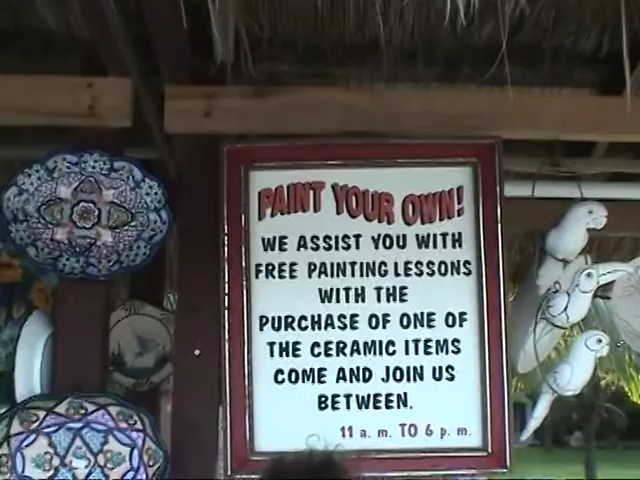 PAINT YOUR OWN!
WE ASSIST YOU WITH
FREE PAINTING LESSONS
WITH THE
PURCHASE OF ONE OF
THE CERAMIC ITEMS
COME AND JOIN US
BETWEEN.
11 a. m. TO 6 p. m.